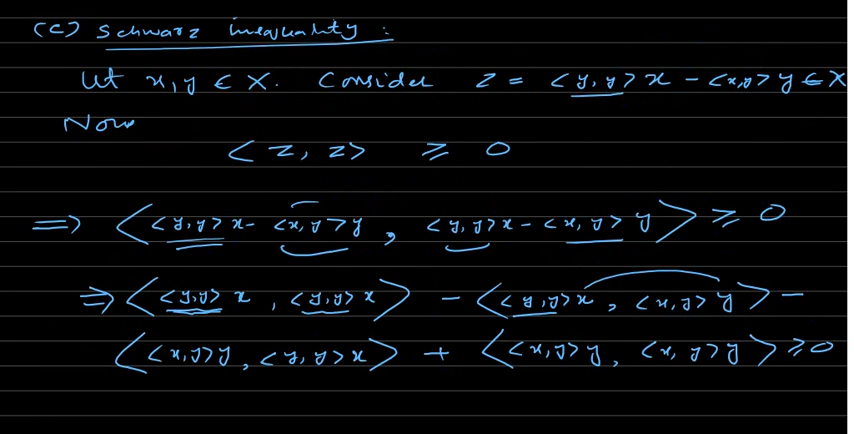 (c) Schwarz inequality :
Let x, y ∈ X. Consider z = <y, y> x - <x, y> y ∈ X
Now
<z, z> ≥ 0
⟹ < <y, y> x - <x, y> y , <y, y> x - <x, y> y > ≥ 0
⟹ < <y, y> x , <y, y> x > - < <y, y> x , <x, y> y > -
< <x, y> y , <y, y> x > + < <x, y> y , <x, y> y > ≥ 0